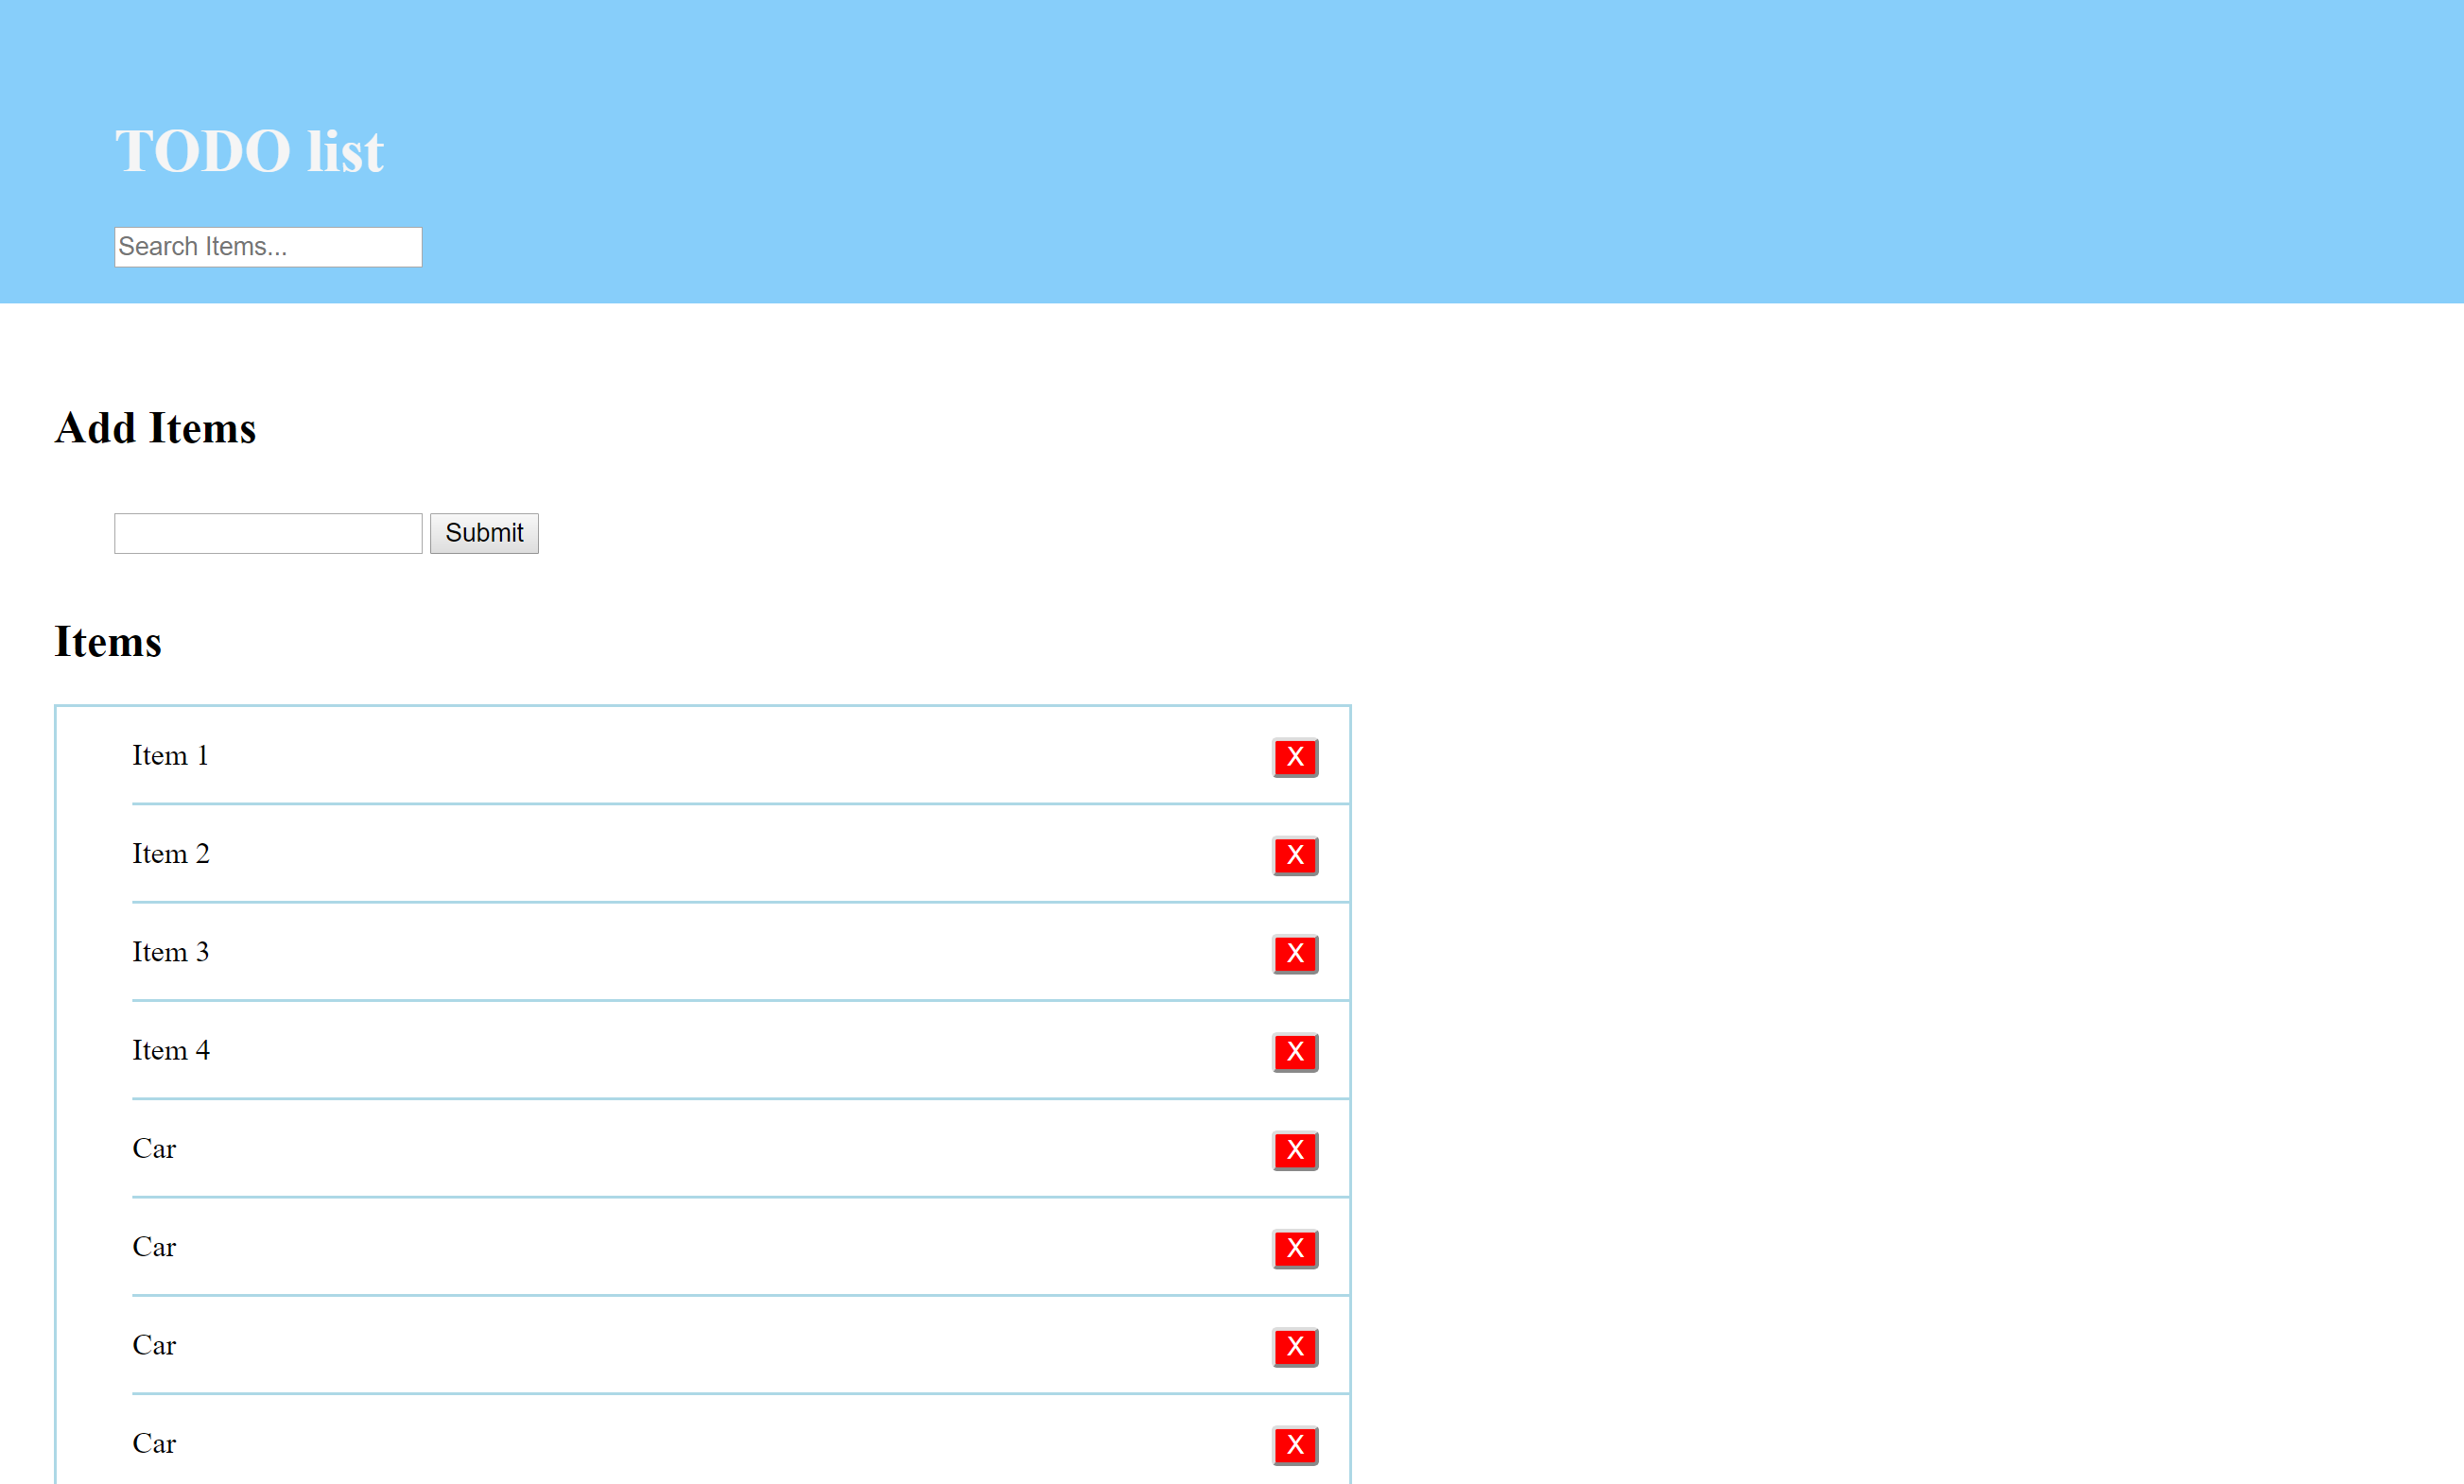 TODO list
Search Items...
Add Items
Submit
Items
Item 1 X
Item 2 X
Item 3 X
Item 4 X
Car X
Car X
Car X
Car X